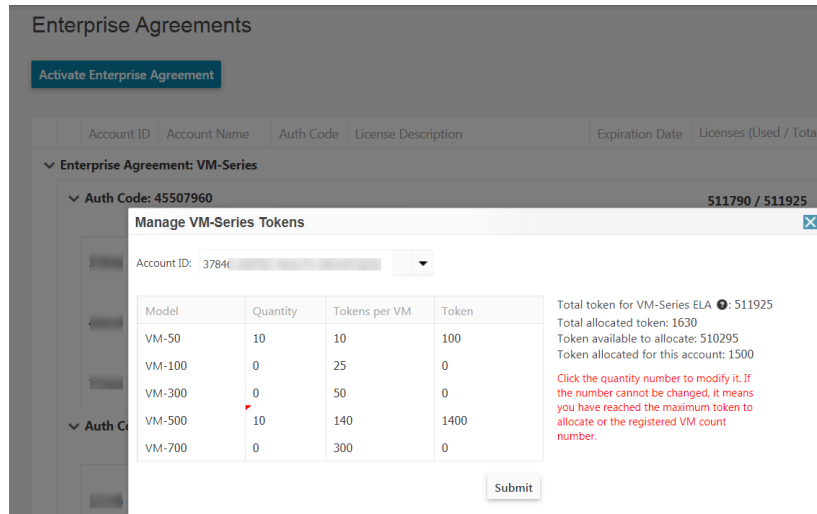 Enterprise Agreements
Activate Enterprise Agreement
Account ID Account Name Auth Code License Description Expiration Date Licenses (Used / Tota
Enterprise Agreement: VM-Series
Auth Code: 45507960
511790 / 511925
Manage VM-Series Tokens
Account ID: 3784
Model Quantity Tokens per VM Token
VM-50 10 10 100
VM-100 0 25 0
VM-300 0 50 0
VM-500 10 140 1400
VM-700 0 300 0
Total token for VM-Series ELA ?: 511925
Total allocated token: 1630
Token available to allocate: 510295
Token allocated for this account: 1500
Click the quantity number to modify it. If
the number cannot be changed, it means
you have reached the maximum token to
allocate or the registered VM count
number.
Auth C
Submit